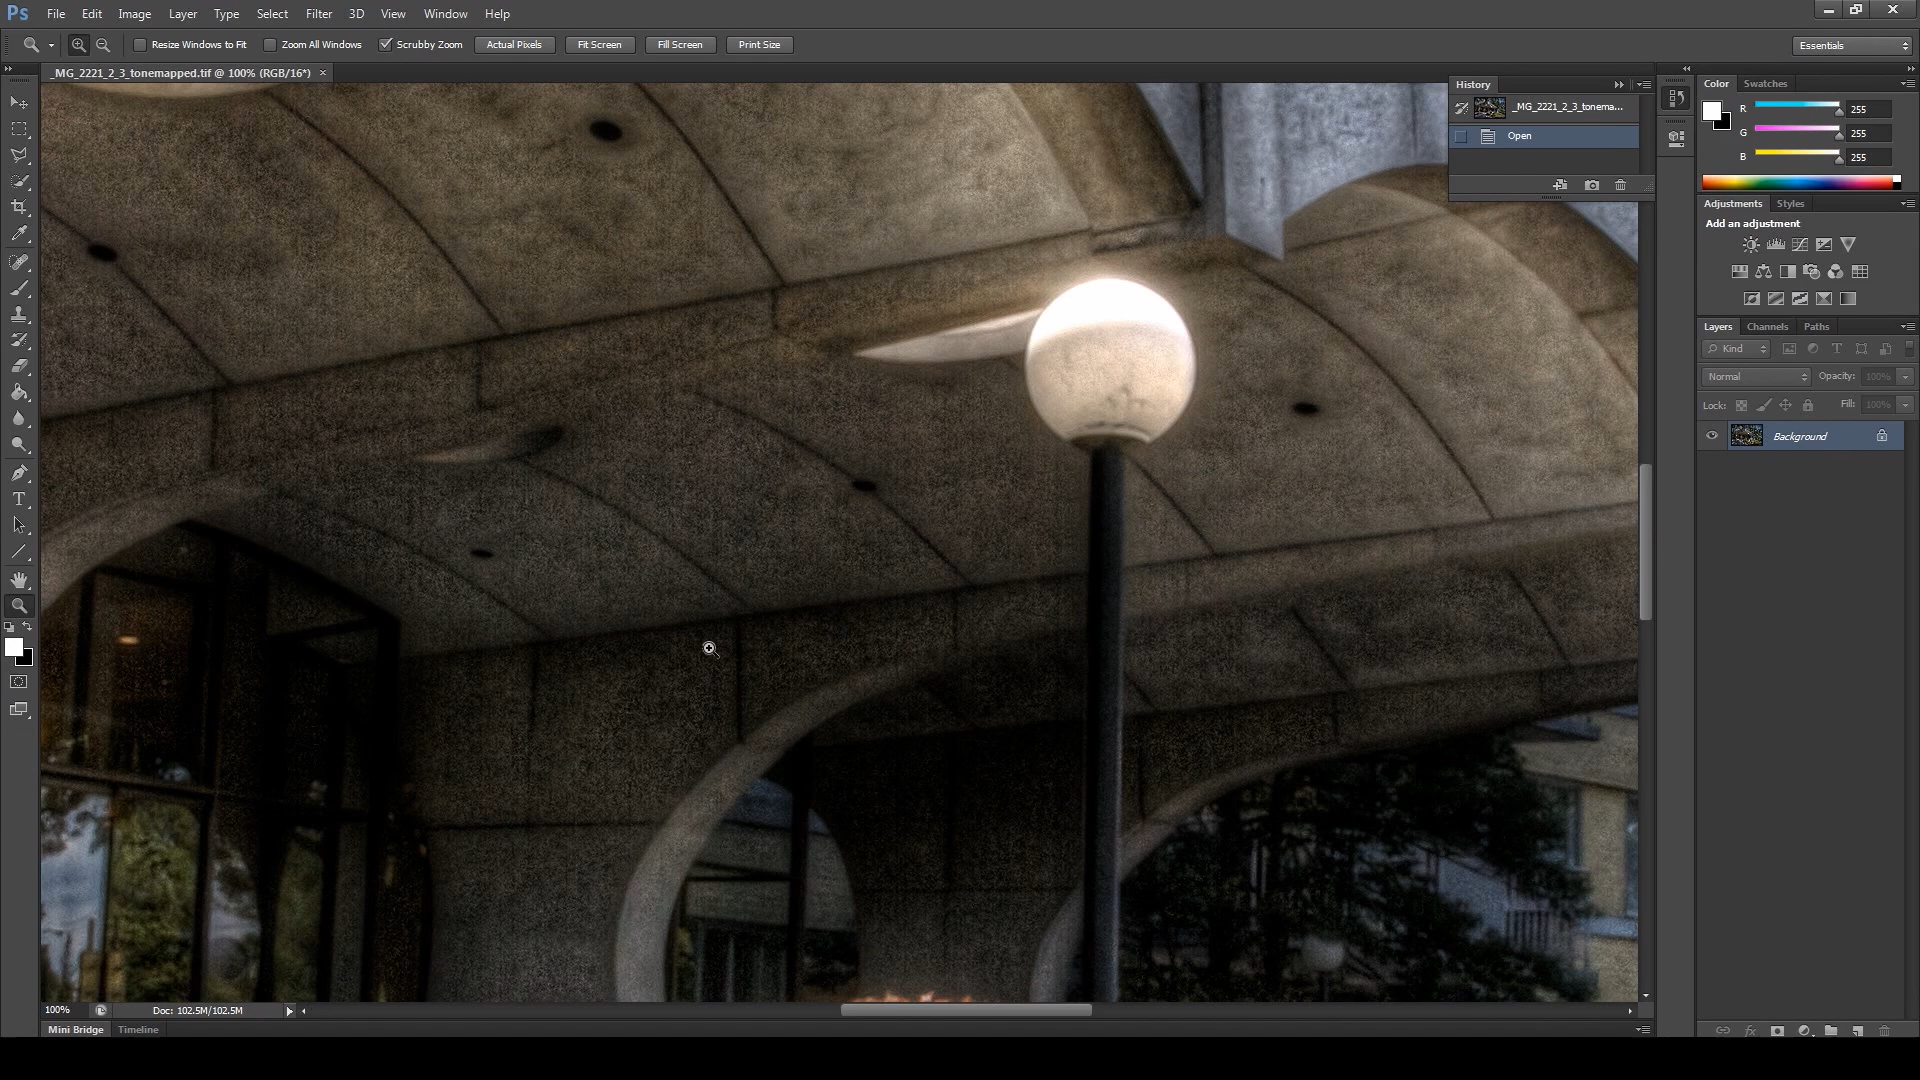 Ps File Edit Image Layer Type Select Filter 3D View Window Help
Resize Windows to Fit Zoom All Windows Scrubby Zoom Actual Pixels Fit Screen Fill Screen Print Size Essentials
_MG_2221_2_3_tonemapped.tif @ 100% (RGB/16*) ×
History
_MG_2221_2_3_tonema...
Open
Color Swatches
R 255
G 255
B 255
Adjustments Styles
Add an adjustment
Layers Channels Paths
Kind
Normal Opacity: 100%
Lock: Fill: 100%
Background
100% Doc: 102.5M/102.5M
Mini Bridge Timeline